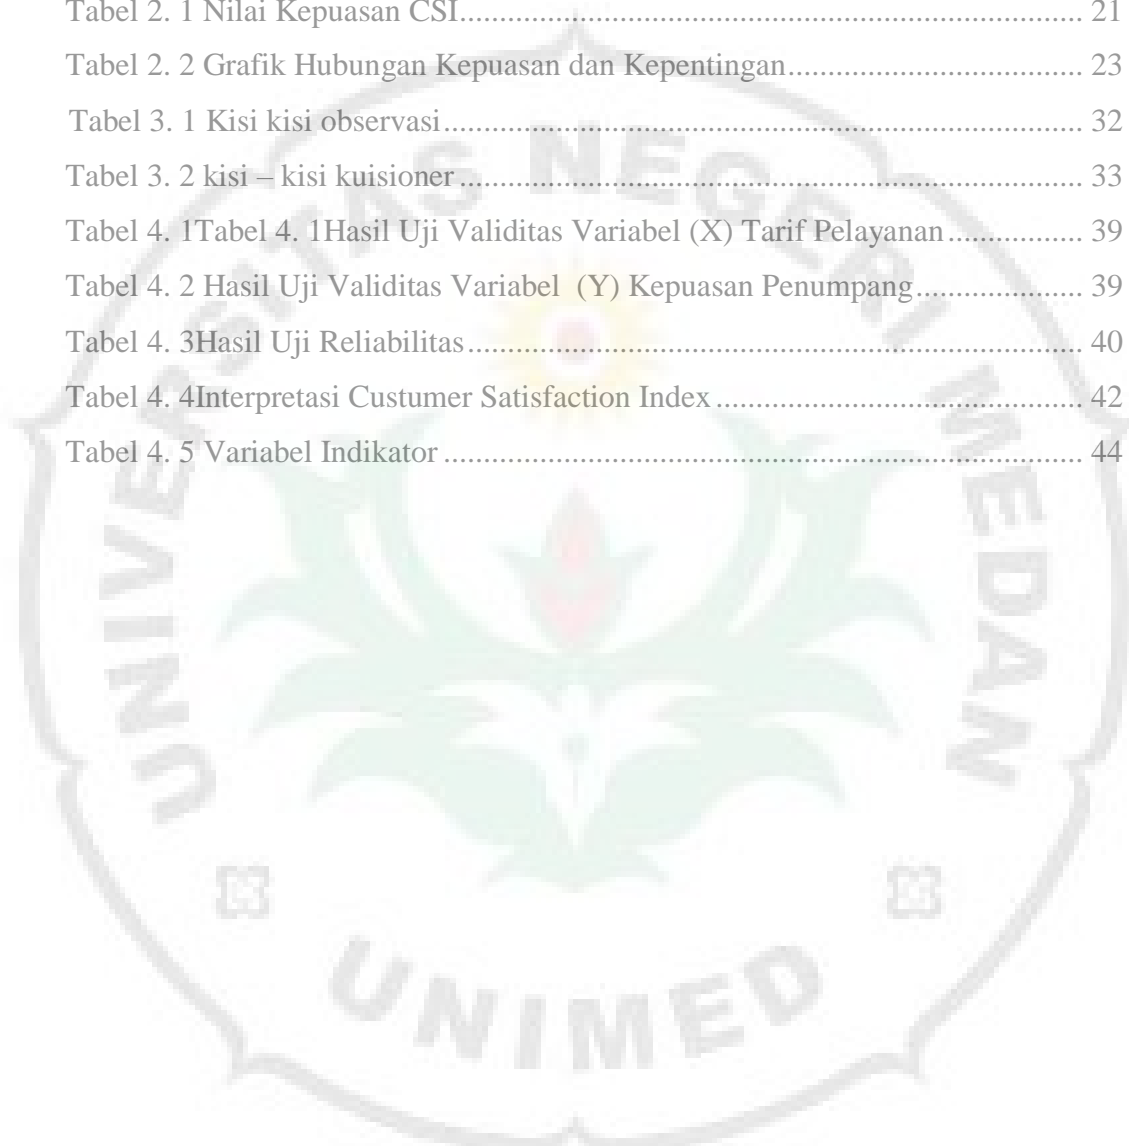 Tabel 2. 1 Nilai Kepuasan CSI.......................................................................... 21
Tabel 2. 2 Grafik Hubungan Kepuasan dan Kepentingan.................................... 23
Tabel 3. 1 Kisi kisi observasi............................................................................. 32
Tabel 3. 2 kisi – kisi kuisioner........................................................................... 33
Tabel 4. 1Tabel 4. 1Hasil Uji Validitas Variabel (X) Tarif Pelayanan................. 39
Tabel 4. 2 Hasil Uji Validitas Variabel  (Y) Kepuasan Penumpang.................... 39
Tabel 4. 3Hasil Uji Reliabilitas.......................................................................... 40
Tabel 4. 4Interpretasi Custumer Satisfaction Index............................................ 42
Tabel 4. 5 Variabel Indikator............................................................................. 44
UNIVERSITAS NEGERI MEDAN
UNIMED